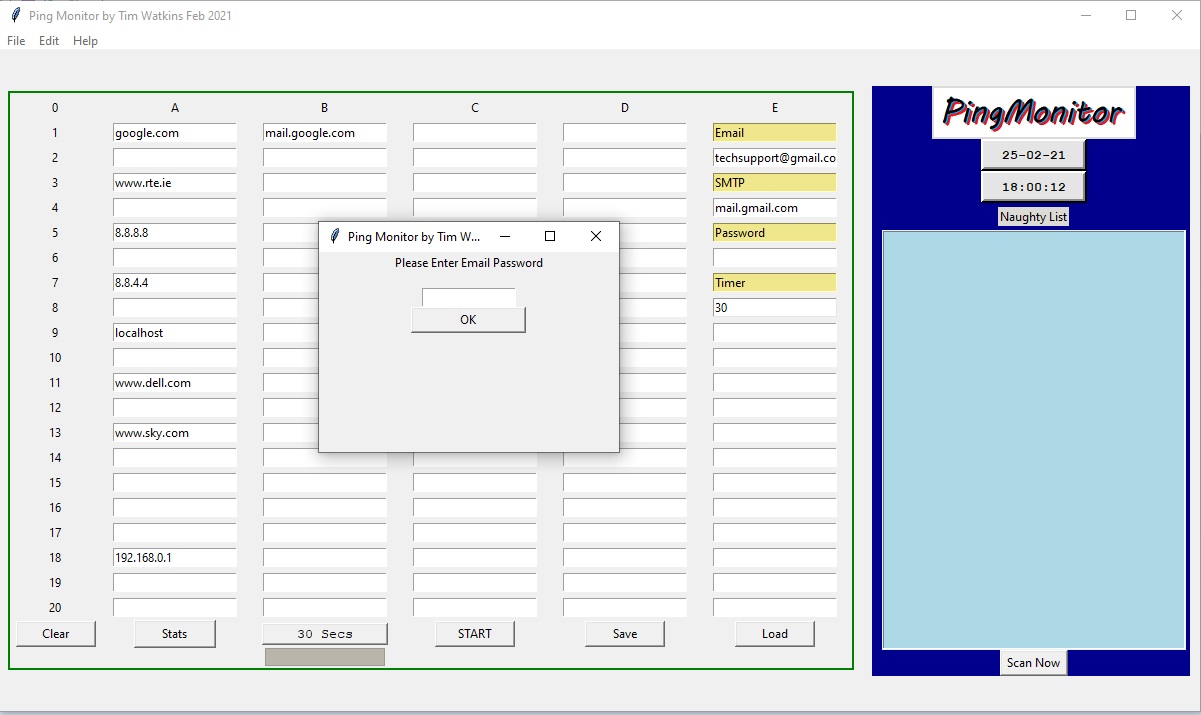 Ping Monitor by Tim Watkins Feb 2021
File Edit Help
0 A B C D E
1 google.com mail.google.com Email
2 techsupport@gmail.co
3 www.rte.ie SMTP
4 mail.gmail.com
5 8.8.8.8 Password
6
7 8.8.4.4 Timer
8 30
9 localhost
10
11 www.dell.com
12
13 www.sky.com
14
15
16
17
18 192.168.0.1
19
20
Clear Stats 30 Secs START Save Load
Ping Monitor by Tim W...
Please Enter Email Password
OK
PingMonitor
25-02-21
18:00:12
Naughty List
Scan Now